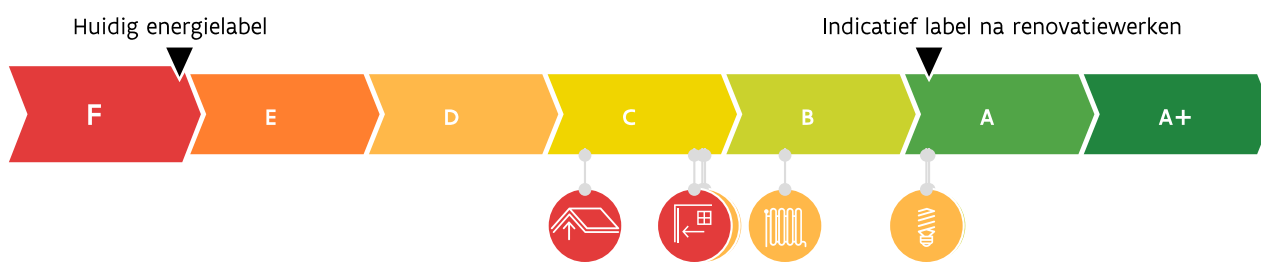 Huidig energielabel
Indicatief label na renovatiewerken
F E D C B A A+